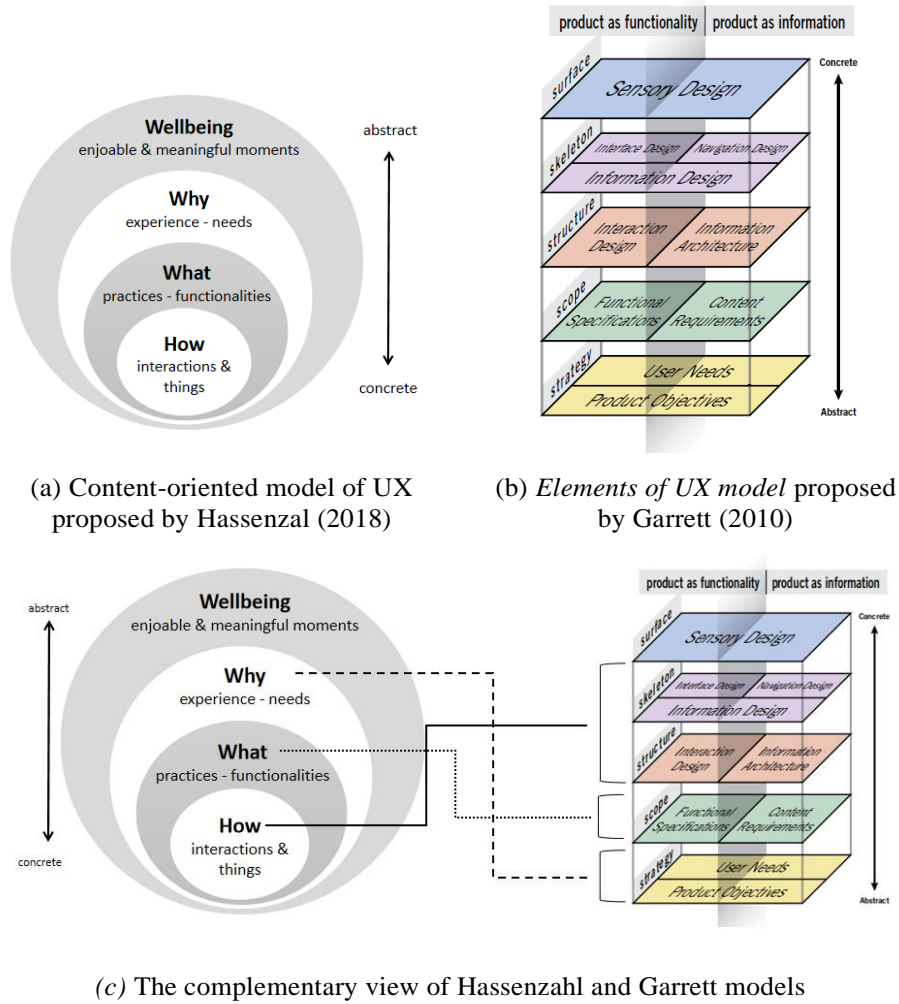 Wellbeing
enjoyable & meaningful moments
Why
experience - needs
What
practices - functionalities
How
interactions &
things
abstract
concrete
product as functionality product as information
Concrete
surface
Sensory Design
skeleton
Interface Design Navigation Design
Information Design
structure
Interaction Information
Design Architecture
scope
Functional Content
Specifications Requirements
strategy
User Needs
Product Objectives
Abstract
(a) Content-oriented model of UX
proposed by Hassenzal (2018)
(b) Elements of UX model proposed
by Garrett (2010)
abstract
concrete
Wellbeing
enjoyable & meaningful moments
Why
experience - needs
What
practices - functionalities
How
interactions &
things
product as functionality product as information
Concrete
surface
Sensory Design
skeleton
Interface Design Navigation Design
Information Design
structure
Interaction Information
Design Architecture
scope
Functional Content
Specifications Requirements
strategy
User Needs
Product Objectives
Abstract
(c) The complementary view of Hassenzahl and Garrett models